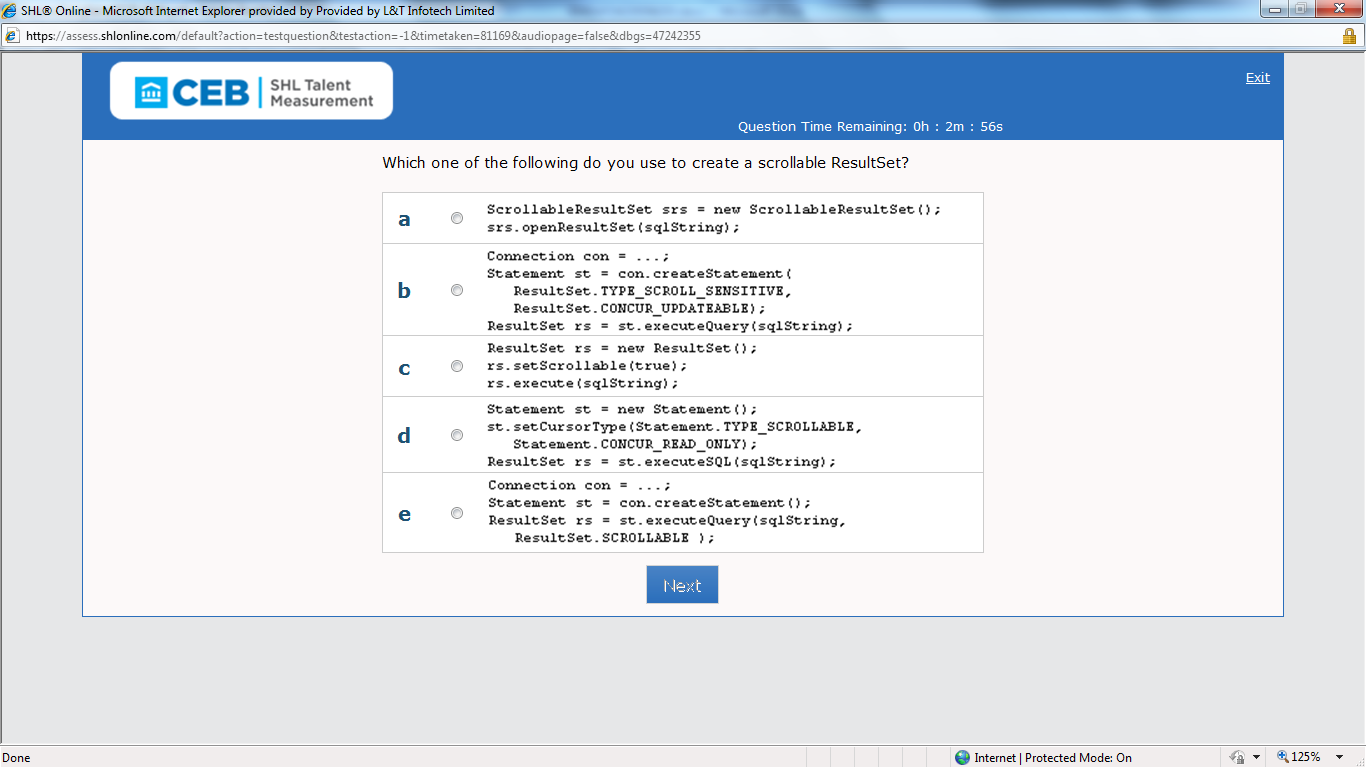 SHL® Online - Microsoft Internet Explorer provided by Provided by L&T Infotech Limited
https://assess.shlonline.com/default?action=testquestion&testaction=-1&timetaken=81169&audiopage=false&dbgs=47242355
CEB | SHL Talent
Measurement
Exit
Question Time Remaining: 0h : 2m : 56s
Which one of the following do you use to create a scrollable ResultSet?
a
ScrollableResultSet srs = new ScrollableResultSet();
srs.openResultSet(sqlString);
b
Connection con = ...;
Statement st = con.createStatement(
ResultSet.TYPE_SCROLL_SENSITIVE,
ResultSet.CONCUR_UPDATEABLE);
ResultSet rs = st.executeQuery(sqlString);
c
ResultSet rs = new ResultSet();
rs.setScrollable(true);
rs.execute(sqlString);
d
Statement st = new Statement();
st.setCursorType(Statement.TYPE_SCROLLABLE,
Statement.CONCUR_READ_ONLY);
ResultSet rs = st.executeSQL(sqlString);
e
Connection con = ...;
Statement st = con.createStatement();
ResultSet rs = st.executeQuery(sqlString,
ResultSet.SCROLLABLE );
Next
Done
Internet | Protected Mode: On
125%